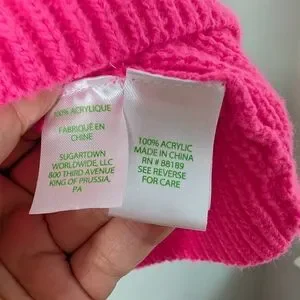 100% ACRYLIQUE
FABRIQUÉ EN
CHINE
SUGARTOWN
WORLDWIDE, LLC
800 THIRD AVENUE
KING OF PRUSSIA,
PA
100% ACRYLIC
MADE IN CHINA
RN # 88189
SEE REVERSE
FOR CARE